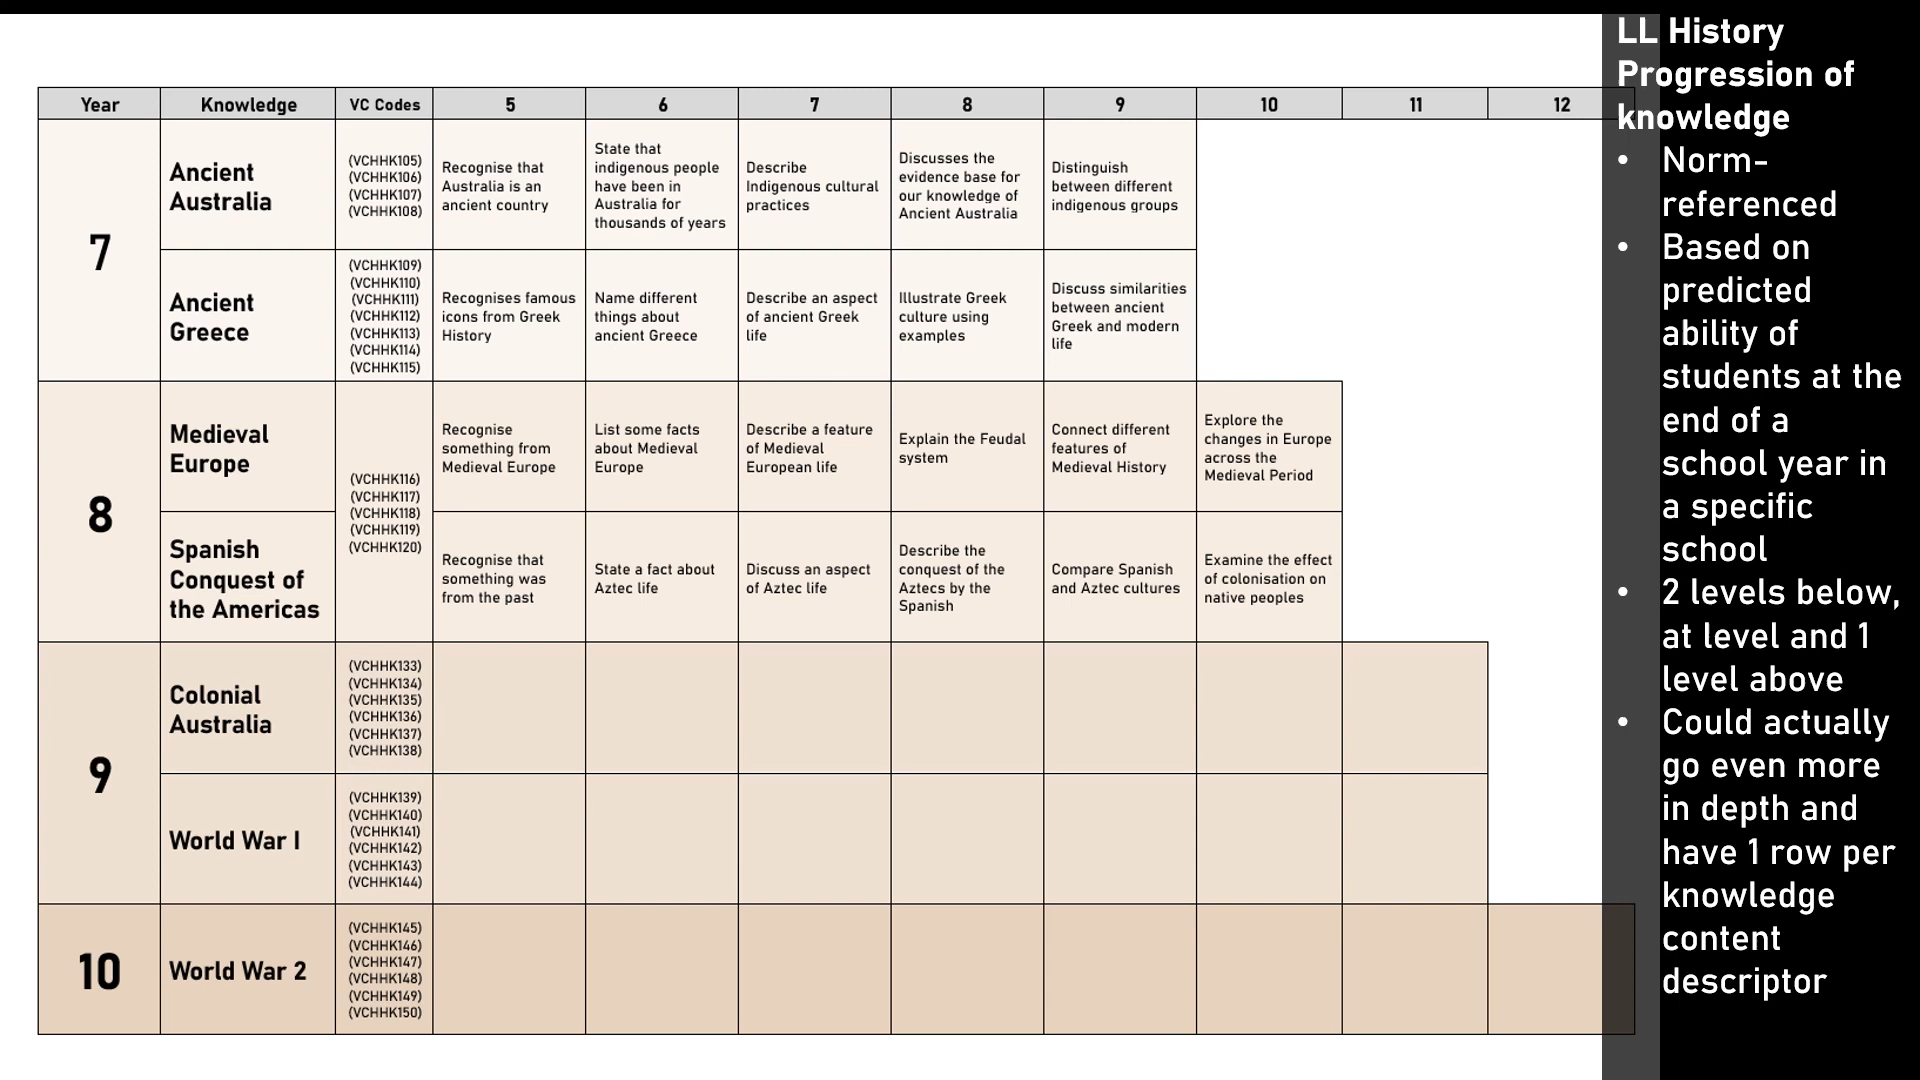 Year Knowledge VC Codes 5 6 7 8 9 10 11 12
7
Ancient
Australia
(VCHHK105)
(VCHHK106)
(VCHHK107)
(VCHHK108)
Recognise that
Australia is an
ancient country
State that
indigenous people
have been in
Australia for
thousands of years
Describe
Indigenous cultural
practices
Discusses the
evidence base for
our knowledge of
Ancient Australia
Distinguish
between different
indigenous groups
Ancient
Greece
(VCHHK109)
(VCHHK110)
(VCHHK111)
(VCHHK112)
(VCHHK113)
(VCHHK114)
(VCHHK115)
Recognises famous
icons from Greek
History
Name different
things about
ancient Greece
Describe an aspect
of ancient Greek
life
Illustrate Greek
culture using
examples
Discuss similarities
between ancient
Greek and modern
life
8
Medieval
Europe
(VCHHK116)
(VCHHK117)
(VCHHK118)
(VCHHK119)
(VCHHK120)
Recognise
something from
Medieval Europe
List some facts
about Medieval
Europe
Describe a feature
of Medieval
European life
Explain the Feudal
system
Connect different
features of
Medieval History
Explore the
changes in Europe
across the
Medieval Period
Spanish
Conquest of
the Americas
Recognise that
something was
from the past
State a fact about
Aztec life
Discuss an aspect
of Aztec life
Describe the
conquest of the
Aztecs by the
Spanish
Compare Spanish
and Aztec cultures
Examine the effect
of colonisation on
native peoples
9
Colonial
Australia
(VCHHK133)
(VCHHK134)
(VCHHK135)
(VCHHK136)
(VCHHK137)
(VCHHK138)
World War I
(VCHHK139)
(VCHHK140)
(VCHHK141)
(VCHHK142)
(VCHHK143)
(VCHHK144)
10
World War 2
(VCHHK145)
(VCHHK146)
(VCHHK147)
(VCHHK148)
(VCHHK149)
(VCHHK150)
LL History
Progression of
knowledge
• Norm-
referenced
• Based on
predicted
ability of
students at the
end of a
school year in
a specific
school
• 2 levels below,
at level and 1
level above
• Could actually
go even more
in depth and
have 1 row per
knowledge
content
descriptor